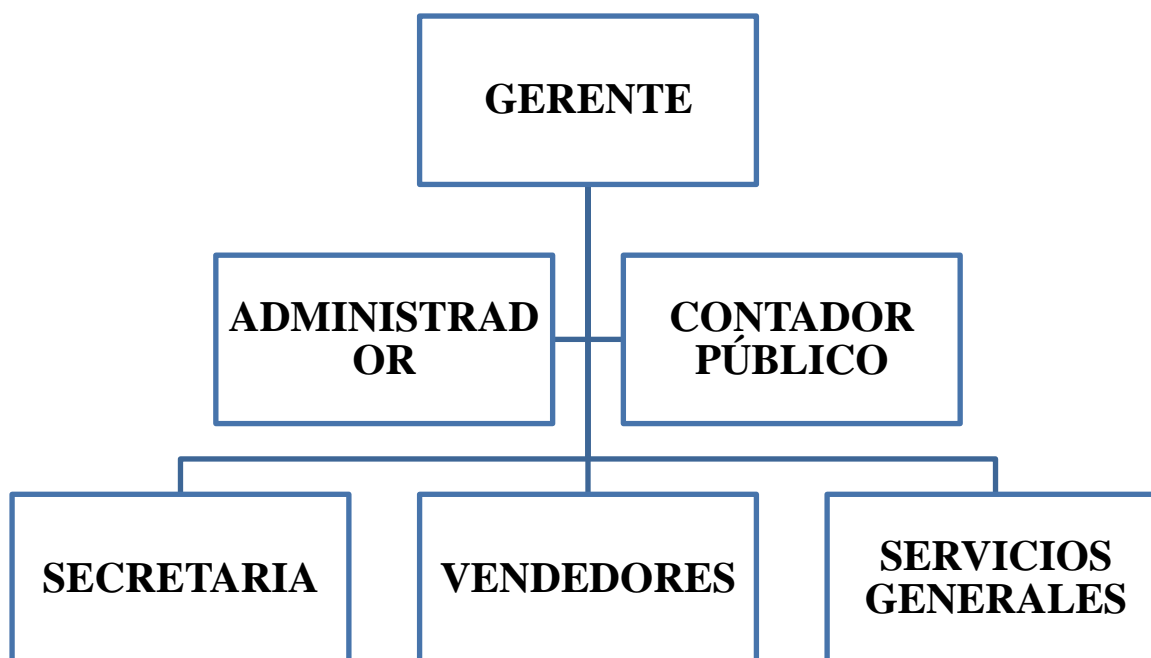 GERENTE
ADMINISTRAD
OR
CONTADOR
PÚBLICO
SECRETARIA
VENDEDORES
SERVICIOS
GENERALES